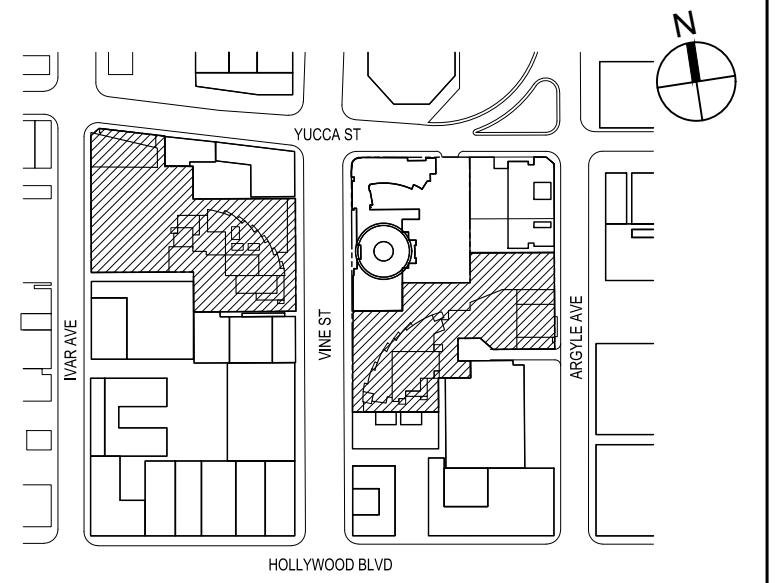 N
YUCCA ST
IVAR AVE
VINE ST
ARGYLE AVE
HOLLYWOOD BLVD